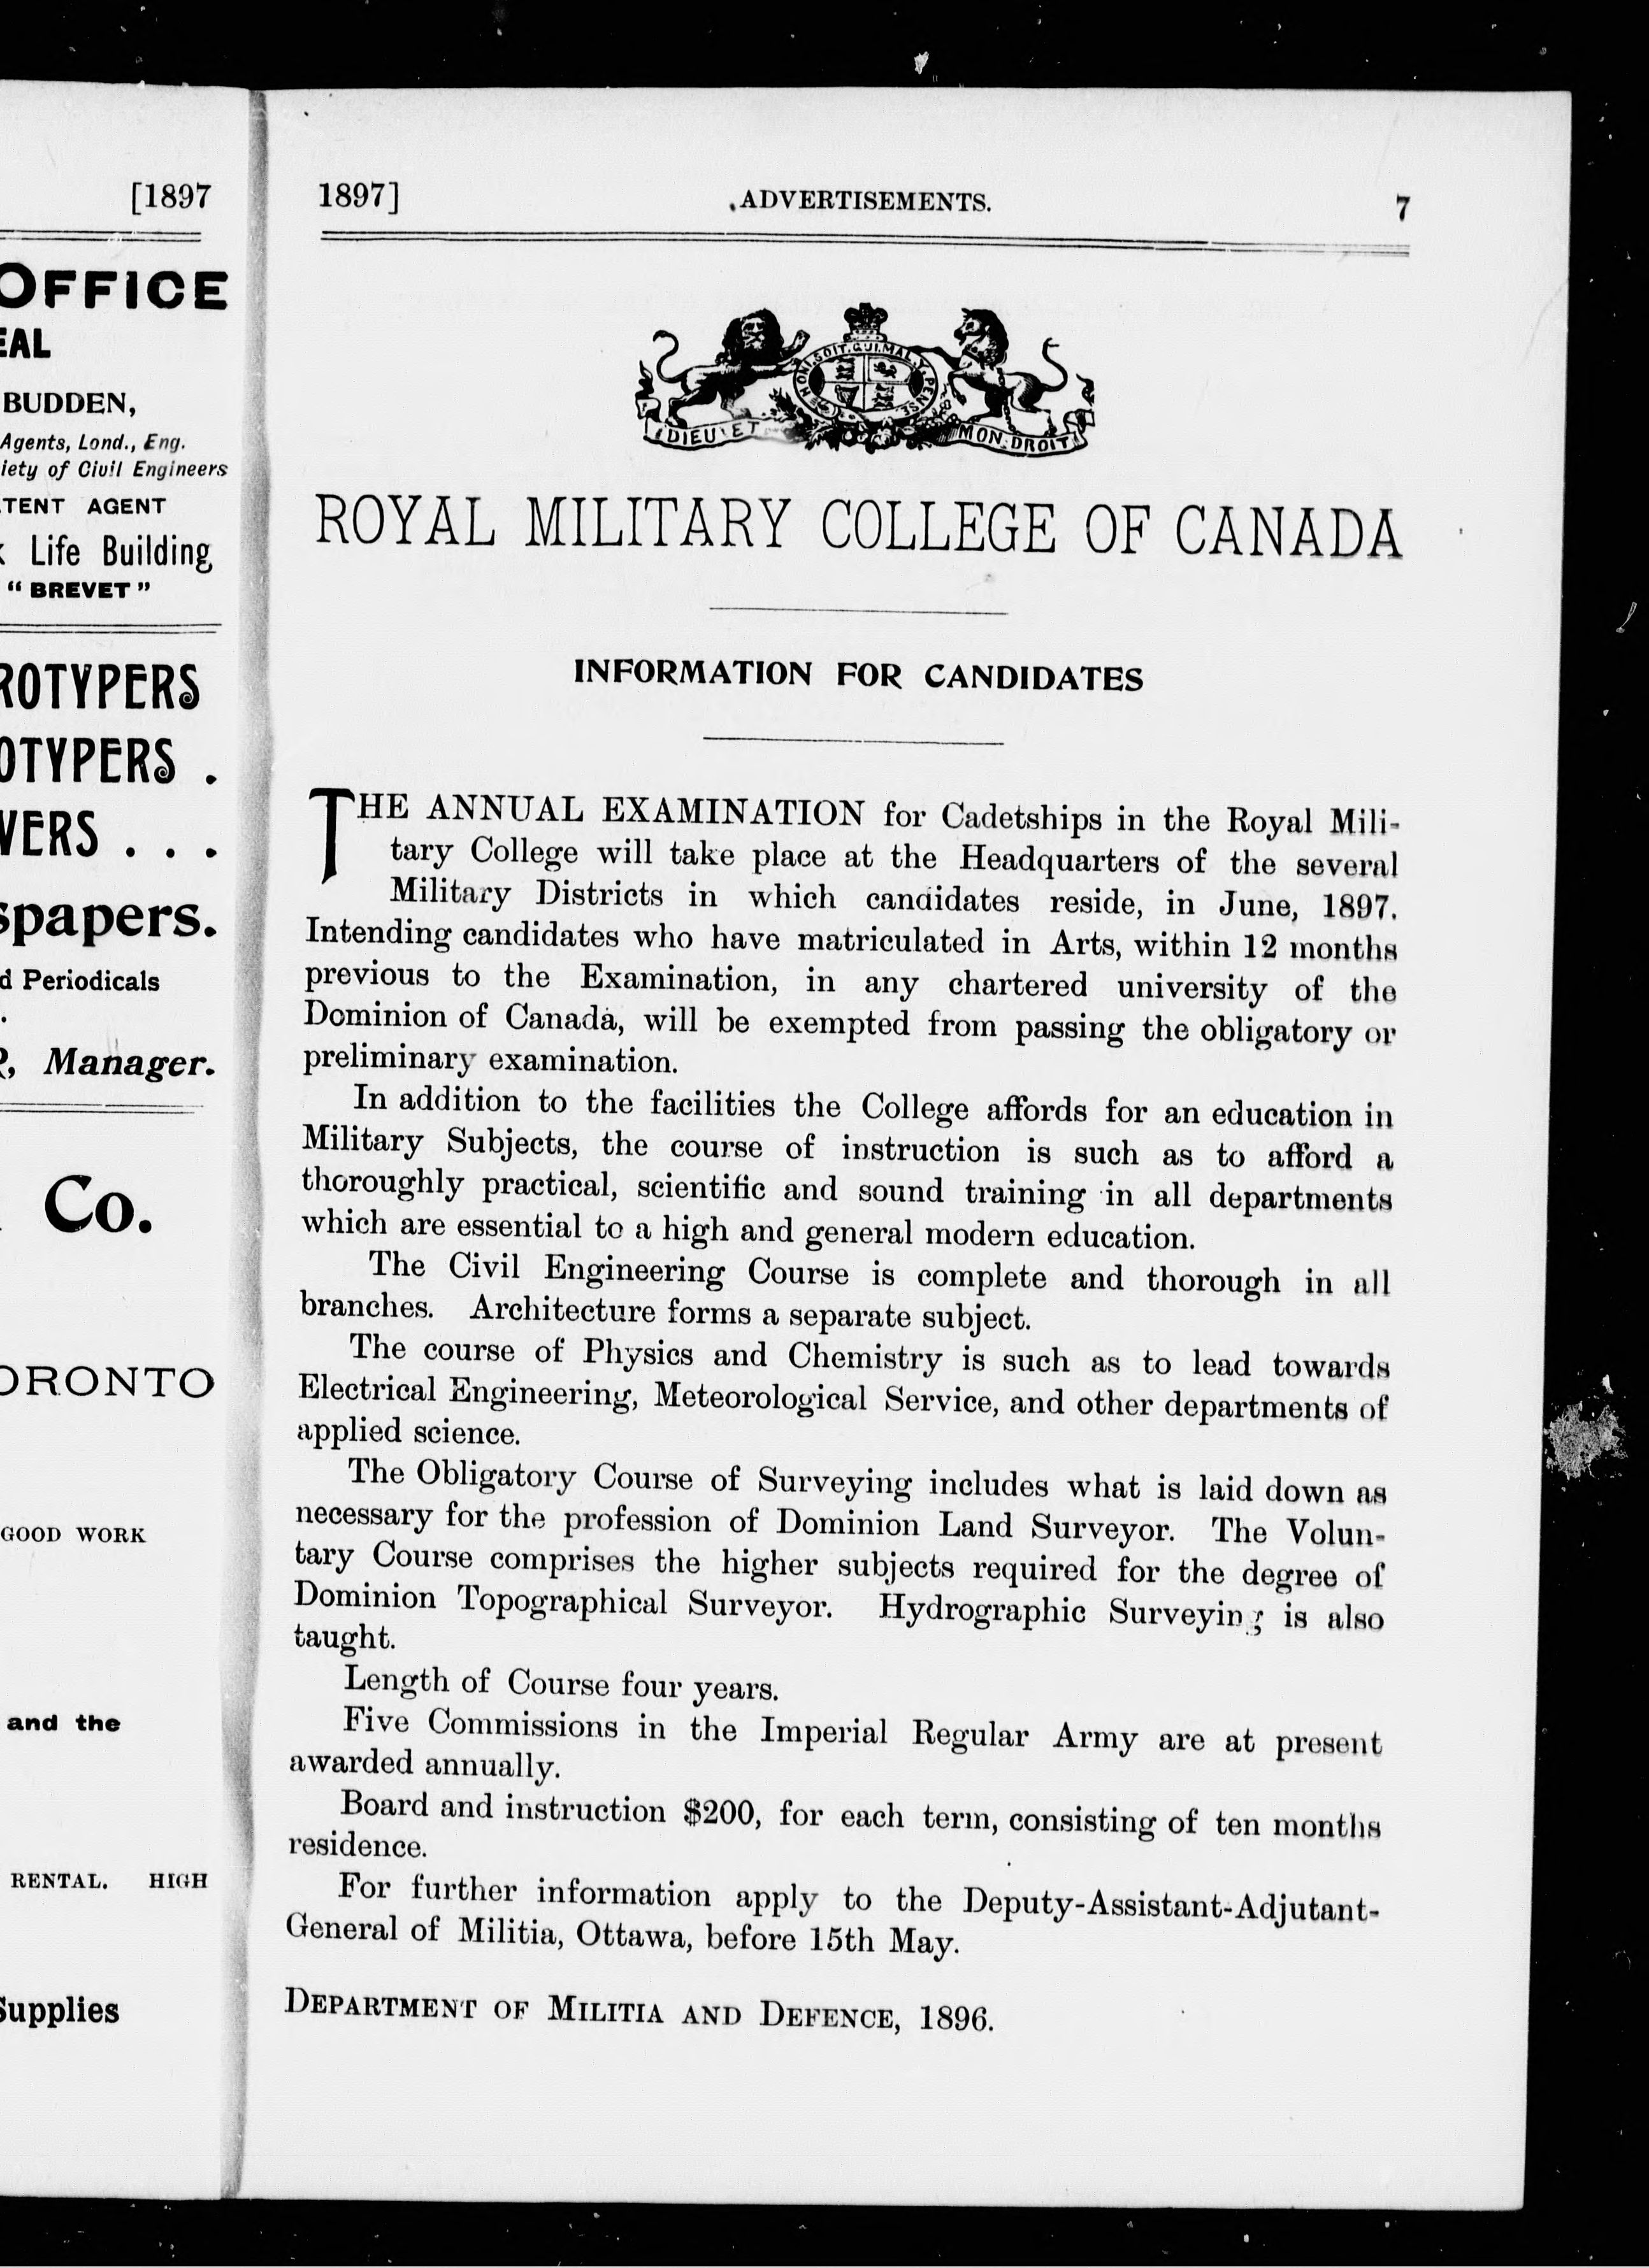 [1897
OFFICE
EAL
BUDDEN,
Agents, Lond., Eng.
iety of Civil Engineers
TENT AGENT
Life Building
“ BREVET ”
ROTYPERS
OTYPERS .
VERS . . .
spapers.
d Periodicals
, Manager.
Co.
ORONTO
GOOD WORK
and the
RENTAL. HIGH
Supplies
1897] ADVERTISEMENTS. 7
HONI.SOIT.QUI.MAL.Y.PENSE.
DIEU ET MON DROIT
ROYAL MILITARY COLLEGE OF CANADA
INFORMATION FOR CANDIDATES
THE ANNUAL EXAMINATION for Cadetships in the Royal Mili-
tary College will take place at the Headquarters of the several
Military Districts in which candidates reside, in June, 1897.
Intending candidates who have matriculated in Arts, within 12 months
previous to the Examination, in any chartered university of the
Dominion of Canada, will be exempted from passing the obligatory or
preliminary examination.
In addition to the facilities the College affords for an education in
Military Subjects, the course of instruction is such as to afford a
thoroughly practical, scientific and sound training in all departments
which are essential to a high and general modern education.
The Civil Engineering Course is complete and thorough in all
branches. Architecture forms a separate subject.
The course of Physics and Chemistry is such as to lead towards
Electrical Engineering, Meteorological Service, and other departments of
applied science.
The Obligatory Course of Surveying includes what is laid down as
necessary for the profession of Dominion Land Surveyor. The Volun-
tary Course comprises the higher subjects required for the degree of
Dominion Topographical Surveyor. Hydrographic Surveying is also
taught.
Length of Course four years.
Five Commissions in the Imperial Regular Army are at present
awarded annually.
Board and instruction $200, for each term, consisting of ten months
residence.
For further information apply to the Deputy-Assistant-Adjutant-
General of Militia, Ottawa, before 15th May.
DEPARTMENT OF MILITIA AND DEFENCE, 1896.